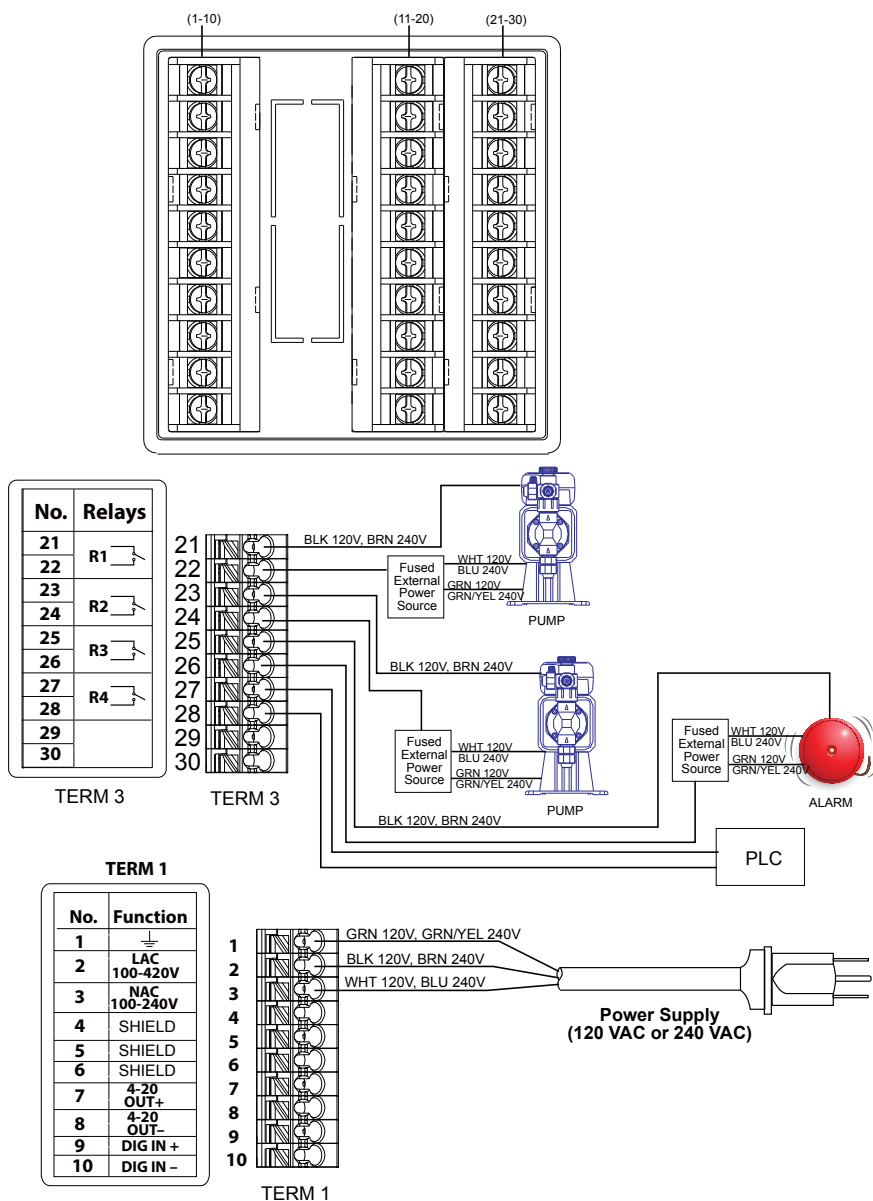 (1-10) (11-20) (21-30)
No. Relays
21
22
R1
23
24
R2
25
26
R3
27
28
R4
29
30
TERM 3
21
22
23
24
25
26
27
28
29
30
TERM 3
BLK 120V, BRN 240V
Fused
External
Power
Source
WHT 120V
BLU 240V
GRN 120V
GRN/YEL 240V
PUMP
BLK 120V, BRN 240V
Fused
External
Power
Source
WHT 120V
BLU 240V
GRN 120V
GRN/YEL 240V
PUMP
Fused
External
Power
Source
WHT 120V
BLU 240V
GRN 120V
GRN/YEL 240V
ALARM
BLK 120V, BRN 240V
PLC
TERM 1
No. Function
1
2 LAC
100-420V
3 NAC
100-240V
4 SHIELD
5 SHIELD
6 SHIELD
7 4-20
OUT+
8 4-20
OUT–
9 DIG IN +
10 DIG IN –
1
2
3
4
5
6
7
8
9
10
TERM 1
GRN 120V, GRN/YEL 240V
BLK 120V, BRN 240V
WHT 120V, BLU 240V
Power Supply
(120 VAC or 240 VAC)